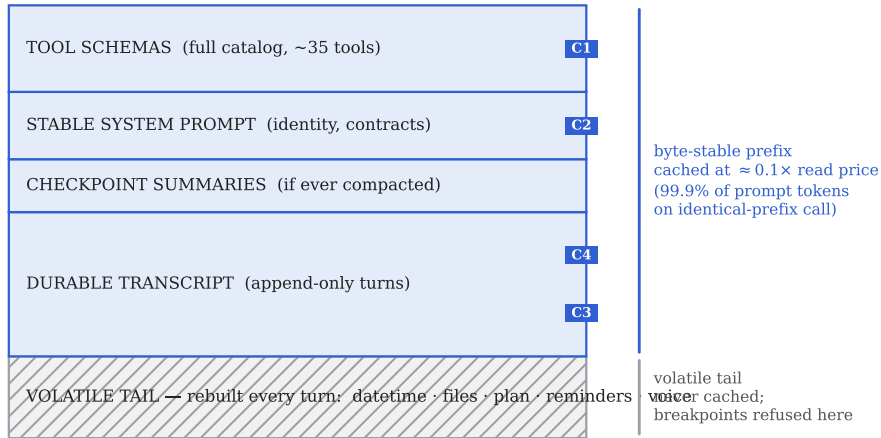 TOOL SCHEMAS (full catalog, ~35 tools)
C1
STABLE SYSTEM PROMPT (identity, contracts)
C2
CHECKPOINT SUMMARIES (if ever compacted)
DURABLE TRANSCRIPT (append-only turns)
C4
C3
byte-stable prefix
cached at ≈0.1× read price
(99.9% of prompt tokens
on identical-prefix call)
VOLATILE TAIL — rebuilt every turn: datetime · files · plan · reminders · voice
volatile tail
never cached;
breakpoints refused here